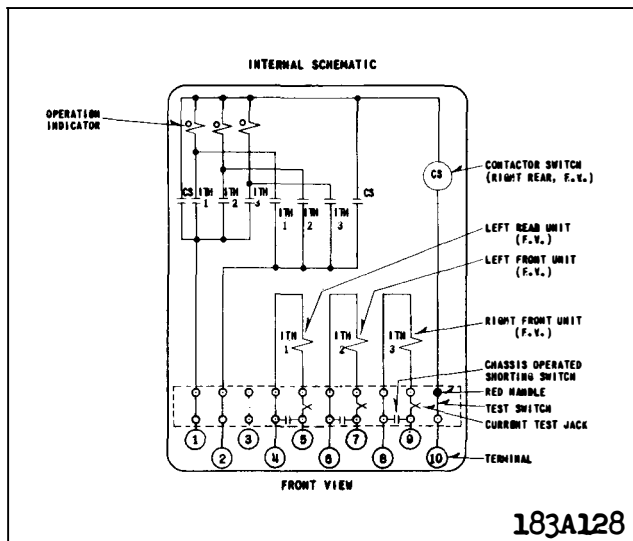 INTERNAL SCHEMATIC
OPERATION
INDICATOR
CS
CONTACTOR SWITCH
(RIGHT REAR, F.V.)
CS
ITH
1
ITH
2
ITH
3
ITH
1
ITH
2
ITH
3
CS
LEFT REAR UNIT
(F.V.)
LEFT FRONT UNIT
(F.V.)
ITH
1
ITH
2
ITH
3
RIGHT FRONT UNIT
(F.V.)
CHASSIS OPERATED
SHORTING SWITCH
RED HANDLE
TEST SWITCH
CURRENT TEST JACK
1
2
3
4
5
6
7
8
9
10
TERMINAL
FRONT VIEW
183A128